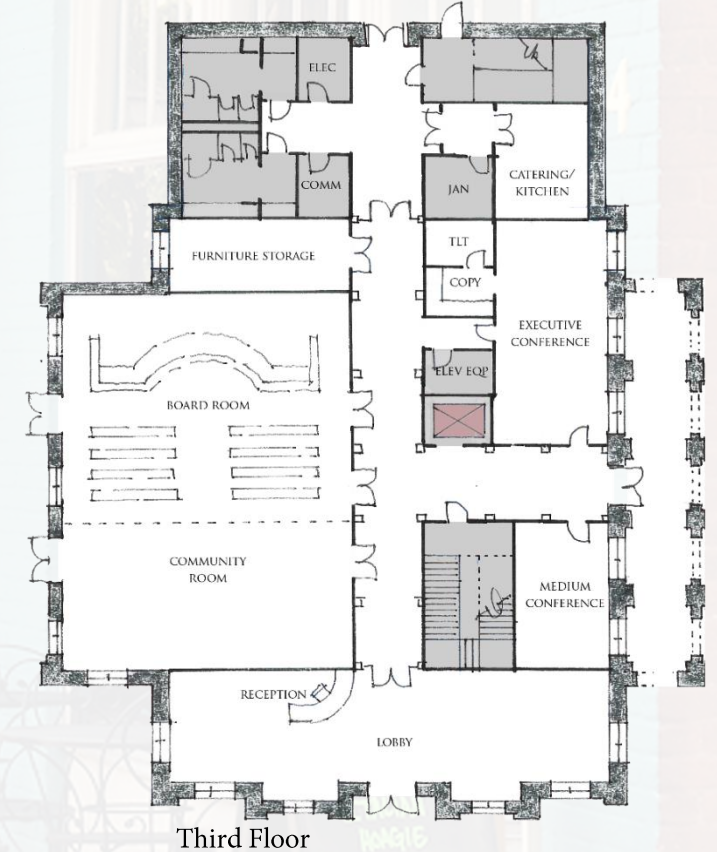 ELEC
COMM
JAN
CATERING/
KITCHEN
FURNITURE STORAGE
TLT
COPY
EXECUTIVE
CONFERENCE
ELEV EQP
BOARD ROOM
COMMUNITY
ROOM
MEDIUM
CONFERENCE
RECEPTION
LOBBY
Third Floor
HOAGIE